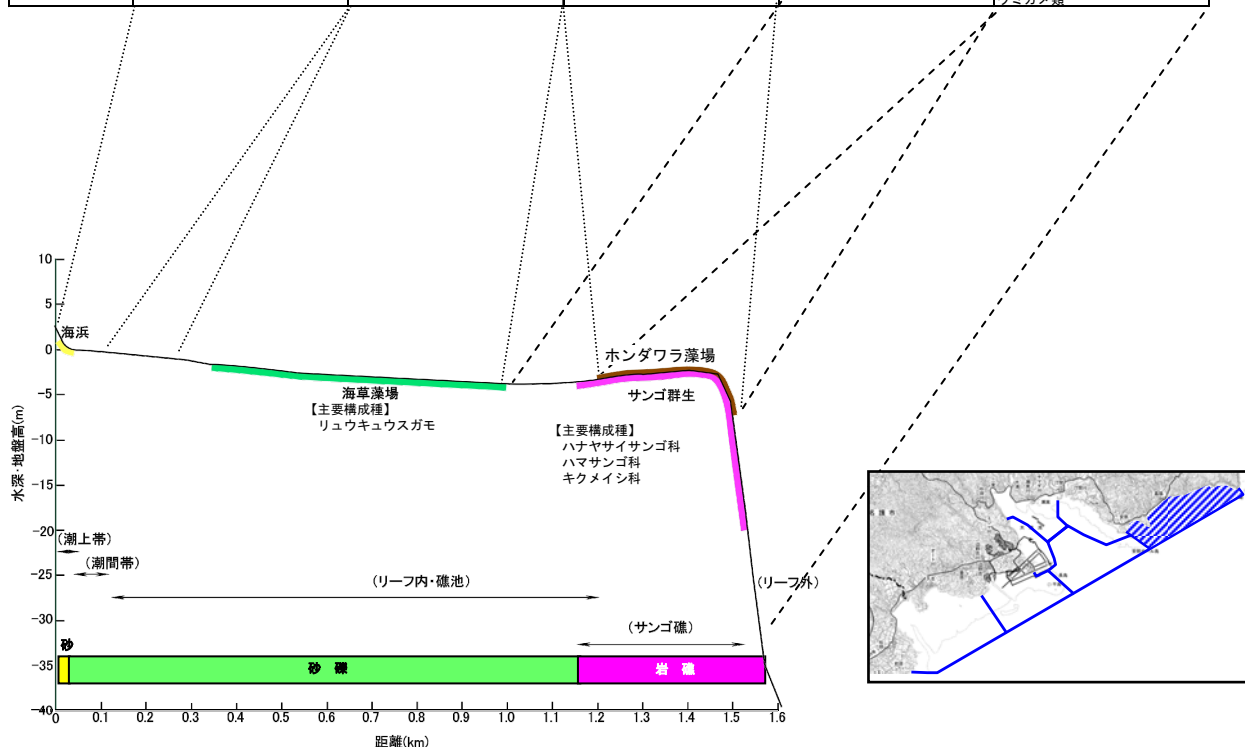 ウミガメ類
10
5
0
-5
-10
-15
-20
-25
-30
-35
-40
水深・地盤高(m)
海浜
海草藻場
【主要構成種】
リュウキュウスガモ
ホンダワラ藻場
サンゴ群生
【主要構成種】
ハナヤサイサンゴ科
ハマサンゴ科
キクメイシ科
(潮上帯)
(潮間帯)
(リーフ内・礁池)
(リーフ外)
(サンゴ礁)
砂
砂 礫
岩 礁
0 0.1 0.2 0.3 0.4 0.5 0.6 0.7 0.8 0.9 1.0 1.1 1.2 1.3 1.4 1.5 1.6
距離(km)